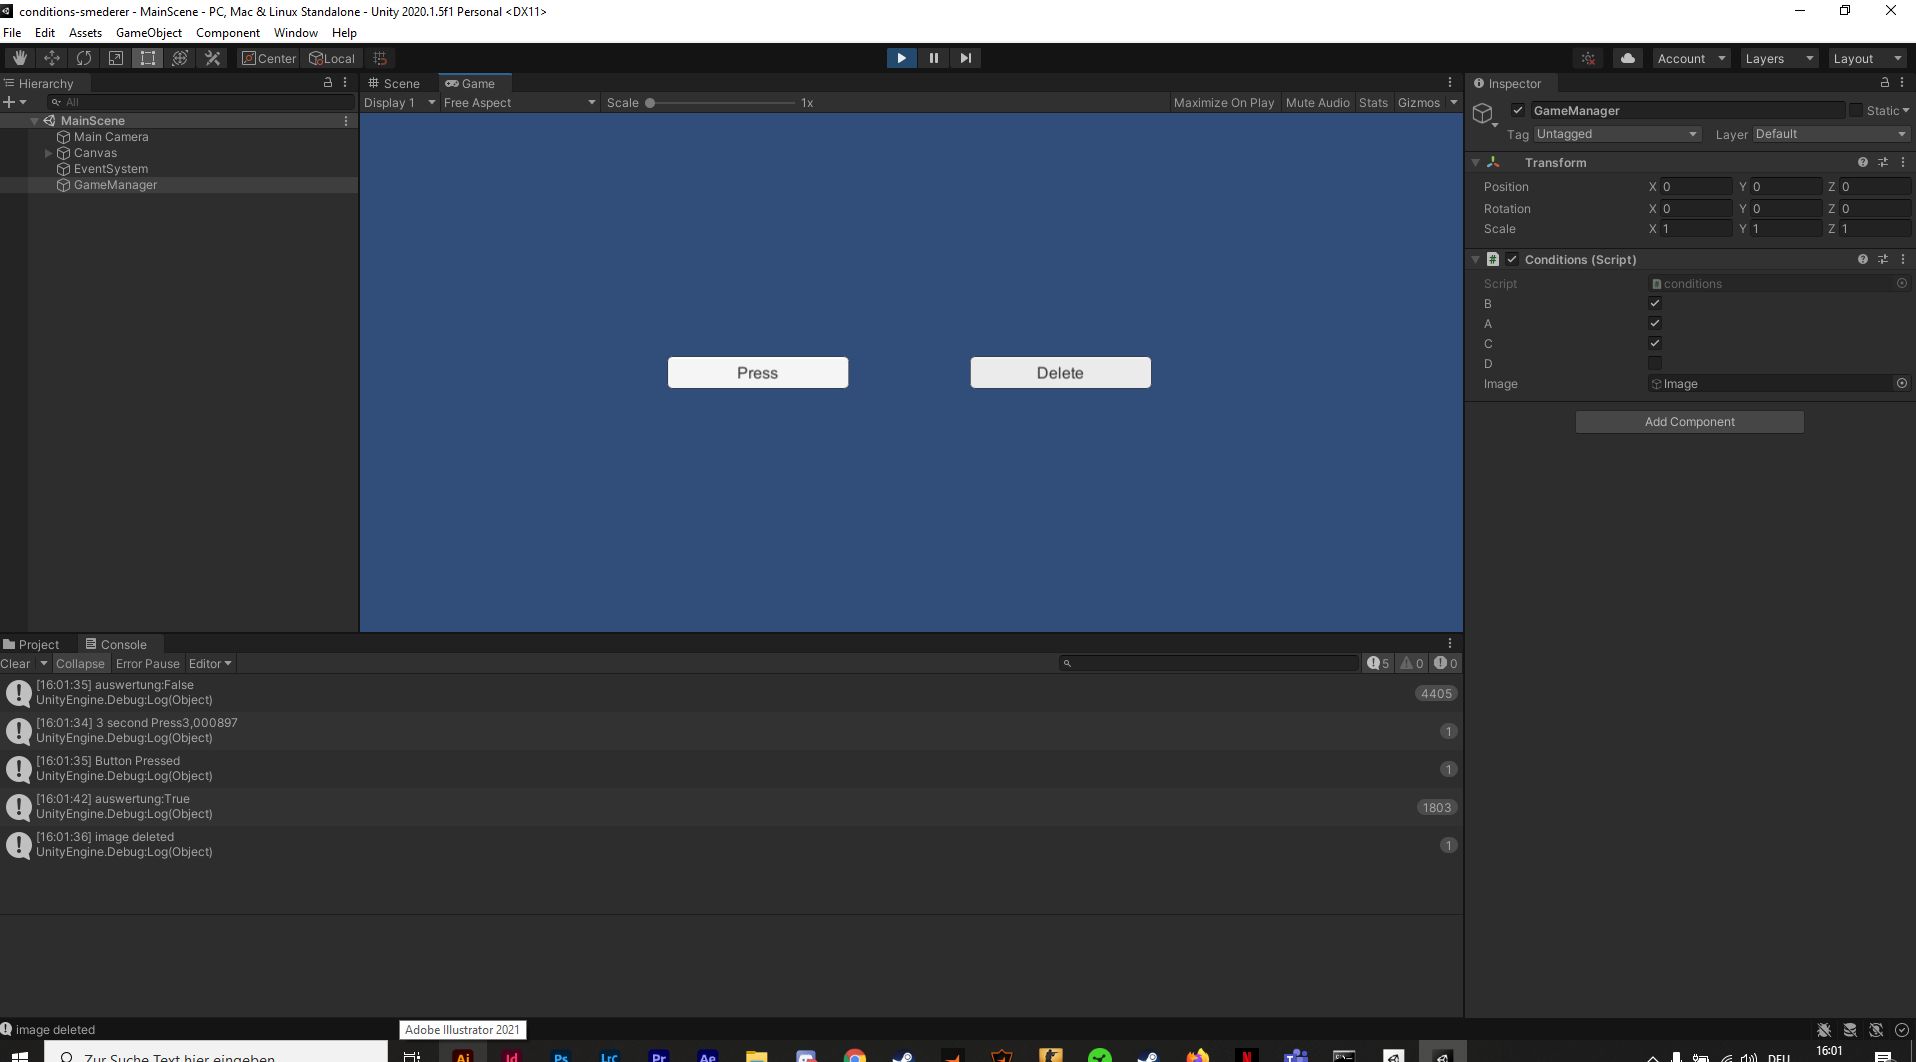 conditions-smederer - MainScene - PC, Mac & Linux Standalone - Unity 2020.1.5f1 Personal <DX11>
File Edit Assets GameObject Component Window Help
Center Local Account Layers Layout
Hierarchy
All
MainScene
Main Camera
Canvas
EventSystem
GameManager
Scene Game
Display 1 Free Aspect Scale 1x Maximize On Play Mute Audio Stats Gizmos
Press Delete
Inspector
GameManager Static
Tag Untagged Layer Default
Transform
Position X 0 Y 0 Z 0
Rotation X 0 Y 0 Z 0
Scale X 1 Y 1 Z 1
# Conditions (Script)
Script conditions
B
A
C
D
Image Image
Add Component
Project Console
Clear Collapse Error Pause Editor 5 0 0
[16:01:35] auswertung:False
UnityEngine.Debug:Log(Object)
4405
[16:01:34] 3 second Press3,000897
UnityEngine.Debug:Log(Object)
1
[16:01:35] Button Pressed
UnityEngine.Debug:Log(Object)
1
[16:01:42] auswertung:True
UnityEngine.Debug:Log(Object)
1803
[16:01:36] image deleted
UnityEngine.Debug:Log(Object)
1
image deleted
Adobe Illustrator 2021
Zur Suche Text hier eingeben
Ai Id Ps Lrc Pr Ae N DEU 16:01